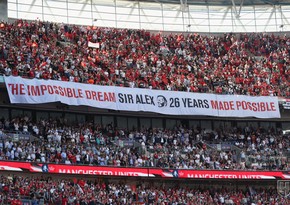 THE IMPOSSIBLE DREAM SIR ALEX 26 YEARS MADE POSSIBLE
MANCHESTER UNITED MANCHESTER UNITED